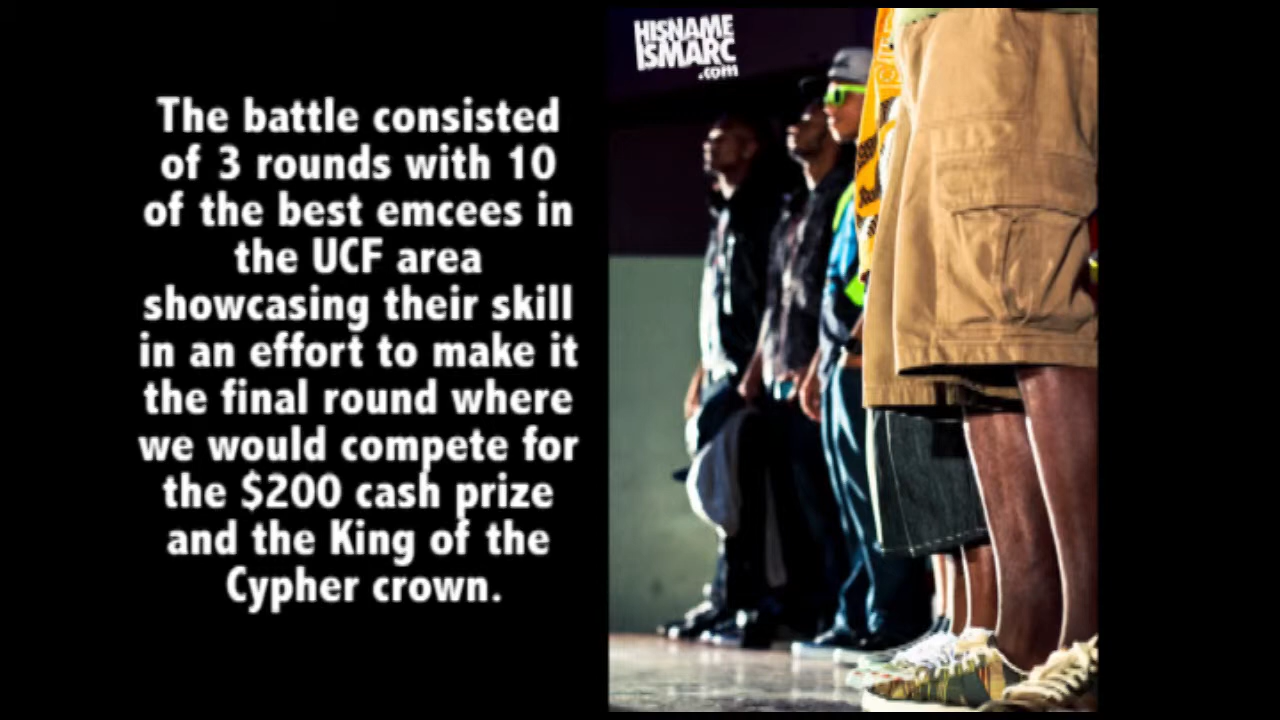 The battle consisted
of 3 rounds with 10
of the best emcees in
the UCF area
showcasing their skill
in an effort to make it
the final round where
we would compete for
the $200 cash prize
and the King of the
Cypher crown.
HISNAME
ISMARC
.com